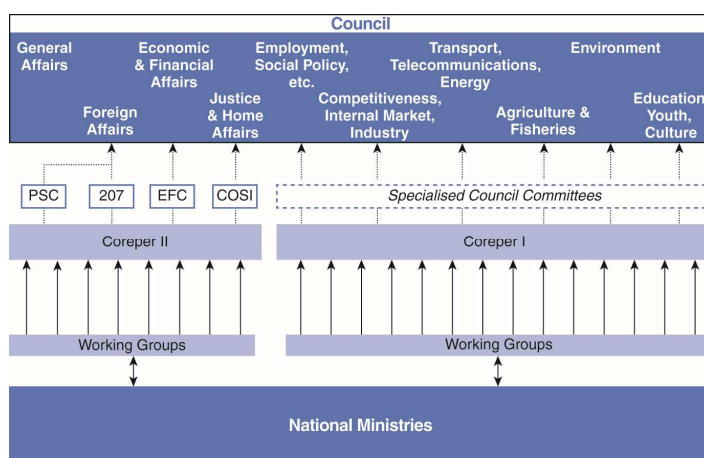 Council
General
Affairs
Economic
& Financial
Affairs
Employment,
Social Policy,
etc.
Transport,
Telecommunications,
Energy
Environment
Foreign
Affairs
Justice
& Home
Affairs
Competitiveness,
Internal Market,
Industry
Agriculture &
Fisheries
Education
Youth,
Culture
PSC
207
EFC
COSI
Specialised Council Committees
Coreper II
Coreper I
Working Groups
Working Groups
National Ministries